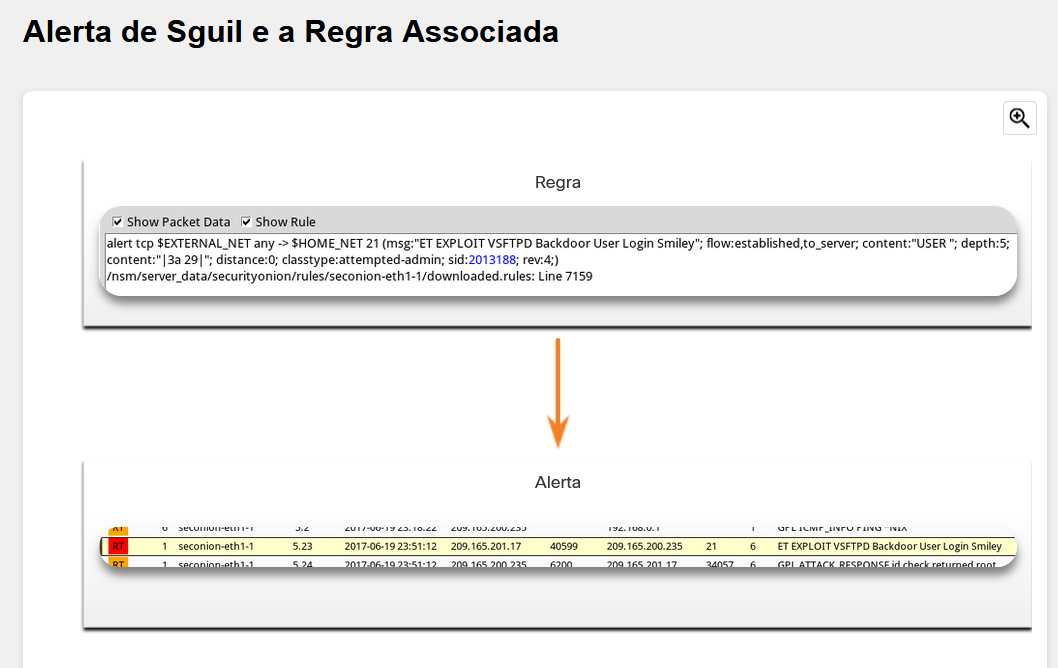 Alerta de Sguil e a Regra Associada
Regra
Show Packet Data Show Rule
alert tcp $EXTERNAL_NET any -> $HOME_NET 21 (msg:"ET EXPLOIT VSFTPD Backdoor User Login Smiley"; flow:established,to_server; content:"USER "; depth:5;
content:"|3a 29|"; distance:0; classtype:attempted-admin; sid:2013188; rev:4;)
/nsm/server_data/securityonion/rules/seconion-eth1-1/downloaded.rules: Line 7159
Alerta
RT 6 seconion-eth1-1 5.2 2017-06-19 23:18:22 209.165.200.235 192.168.0.1 1 GPL ICMP_INFO PING *NIX
RT 1 seconion-eth1-1 5.23 2017-06-19 23:51:12 209.165.201.17 40599 209.165.200.235 21 6 ET EXPLOIT VSFTPD Backdoor User Login Smiley
RT 1 seconion-eth1-1 5.24 2017-06-19 23:51:12 209.165.200.235 6200 209.165.201.17 34057 6 GPL ATTACK_RESPONSE id check returned root